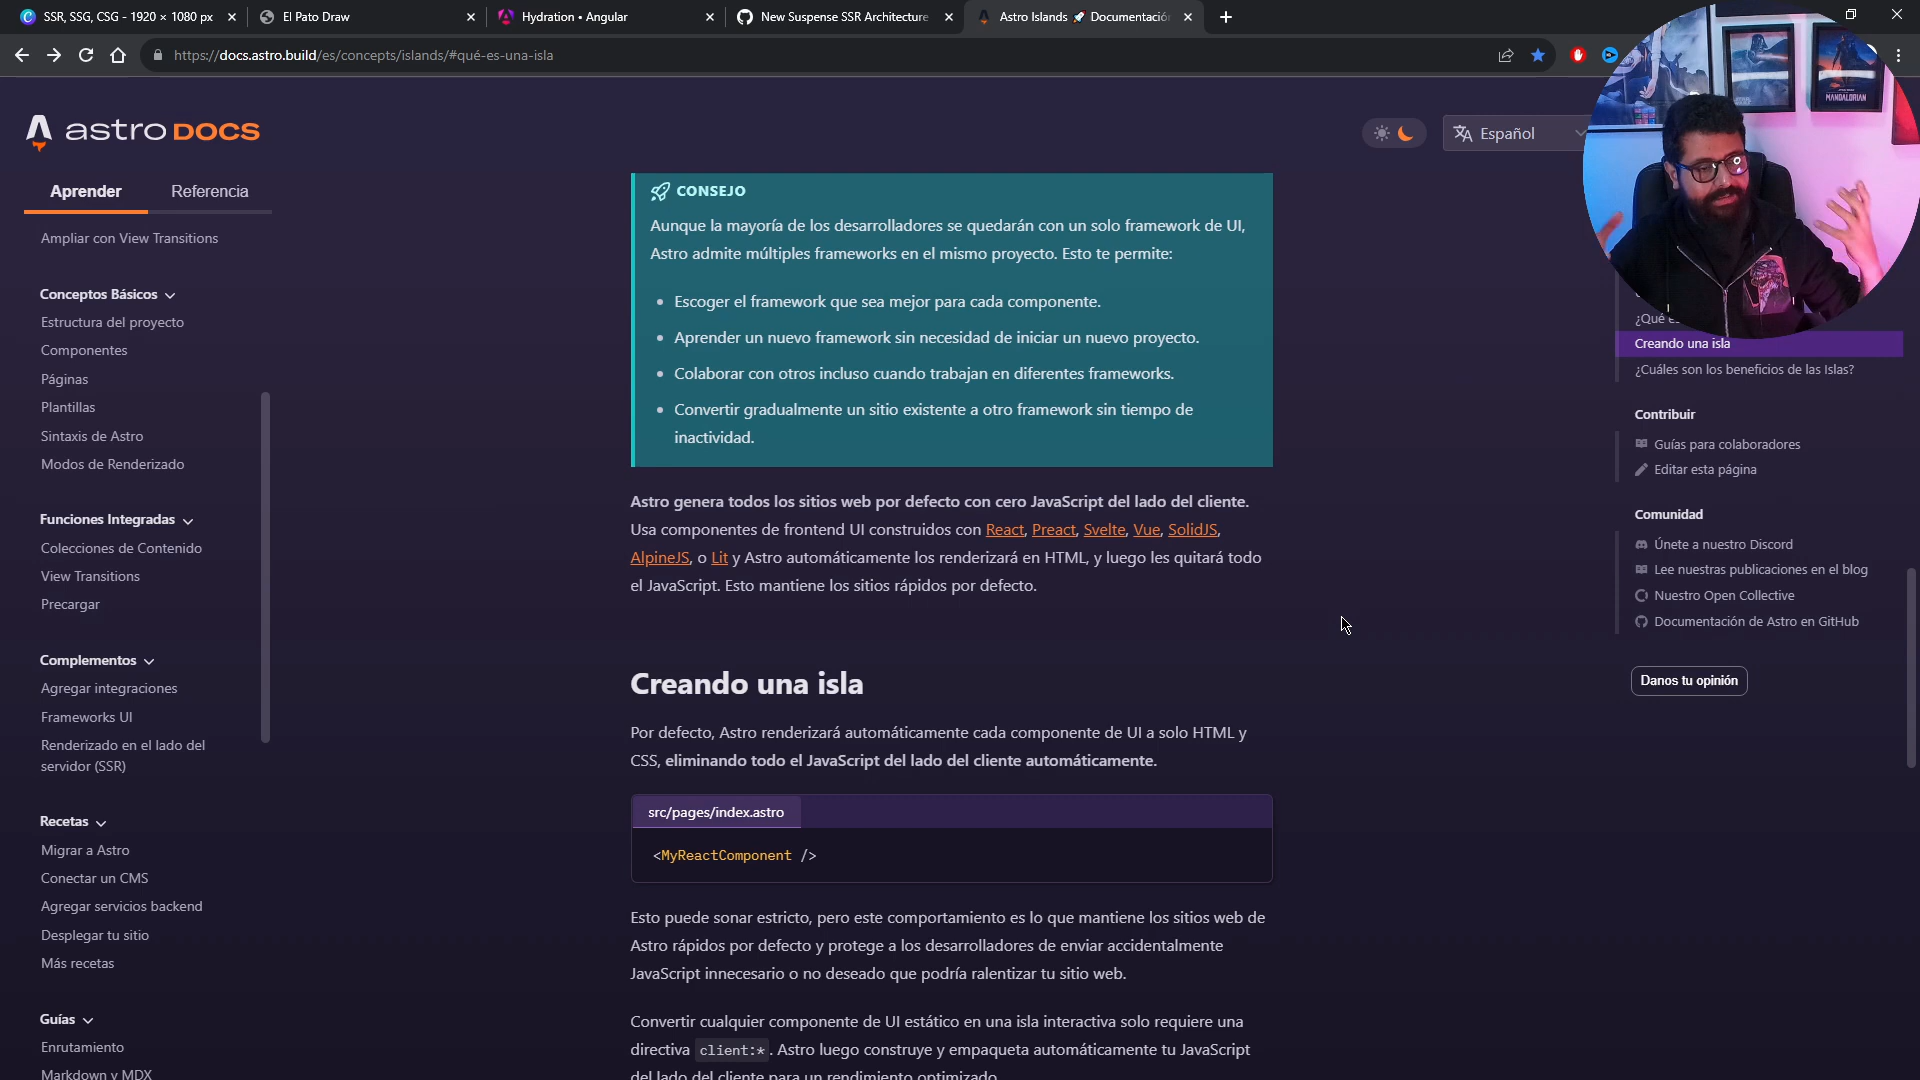 SSR, SSG, CSG - 1920 × 1080 px
El Pato Draw
Hydration • Angular
New Suspense SSR Architecture
Astro Islands 🚀 Documentació
https://docs.astro.build/es/concepts/islands/#qué-es-una-isla
astro DOCS
Español
Aprender
Referencia
Ampliar con View Transitions
Conceptos Básicos
Estructura del proyecto
Componentes
Páginas
Plantillas
Sintaxis de Astro
Modos de Renderizado
Funciones Integradas
Colecciones de Contenido
View Transitions
Precargar
Complementos
Agregar integraciones
Frameworks UI
Renderizado en el lado del
servidor (SSR)
Recetas
Migrar a Astro
Conectar un CMS
Agregar servicios backend
Desplegar tu sitio
Más recetas
Guías
Enrutamiento
Markdown y MDX
CONSEJO
Aunque la mayoría de los desarrolladores se quedarán con un solo framework de UI,
Astro admite múltiples frameworks en el mismo proyecto. Esto te permite:
• Escoger el framework que sea mejor para cada componente.
• Aprender un nuevo framework sin necesidad de iniciar un nuevo proyecto.
• Colaborar con otros incluso cuando trabajan en diferentes frameworks.
• Convertir gradualmente un sitio existente a otro framework sin tiempo de
inactividad.
Astro genera todos los sitios web por defecto con cero JavaScript del lado del cliente.
Usa componentes de frontend UI construidos con React, Preact, Svelte, Vue, SolidJS,
AlpineJS, o Lit y Astro automáticamente los renderizará en HTML, y luego les quitará todo
el JavaScript. Esto mantiene los sitios rápidos por defecto.
Creando una isla
Por defecto, Astro renderizará automáticamente cada componente de UI a solo HTML y
CSS, eliminando todo el JavaScript del lado del cliente automáticamente.
src/pages/index.astro
<MyReactComponent />
Esto puede sonar estricto, pero este comportamiento es lo que mantiene los sitios web de
Astro rápidos por defecto y protege a los desarrolladores de enviar accidentalmente
JavaScript innecesario o no deseado que podría ralentizar tu sitio web.
Convertir cualquier componente de UI estático en una isla interactiva solo requiere una
directiva client:*. Astro luego construye y empaqueta automáticamente tu JavaScript
del lado del cliente para un rendimiento optimizado.
MANDALORIAN
¿Qué
Creando una isla
¿Cuáles son los beneficios de las Islas?
Contribuir
Guías para colaboradores
Editar esta página
Comunidad
Únete a nuestro Discord
Lee nuestras publicaciones en el blog
Nuestro Open Collective
Documentación de Astro en GitHub
Danos tu opinión